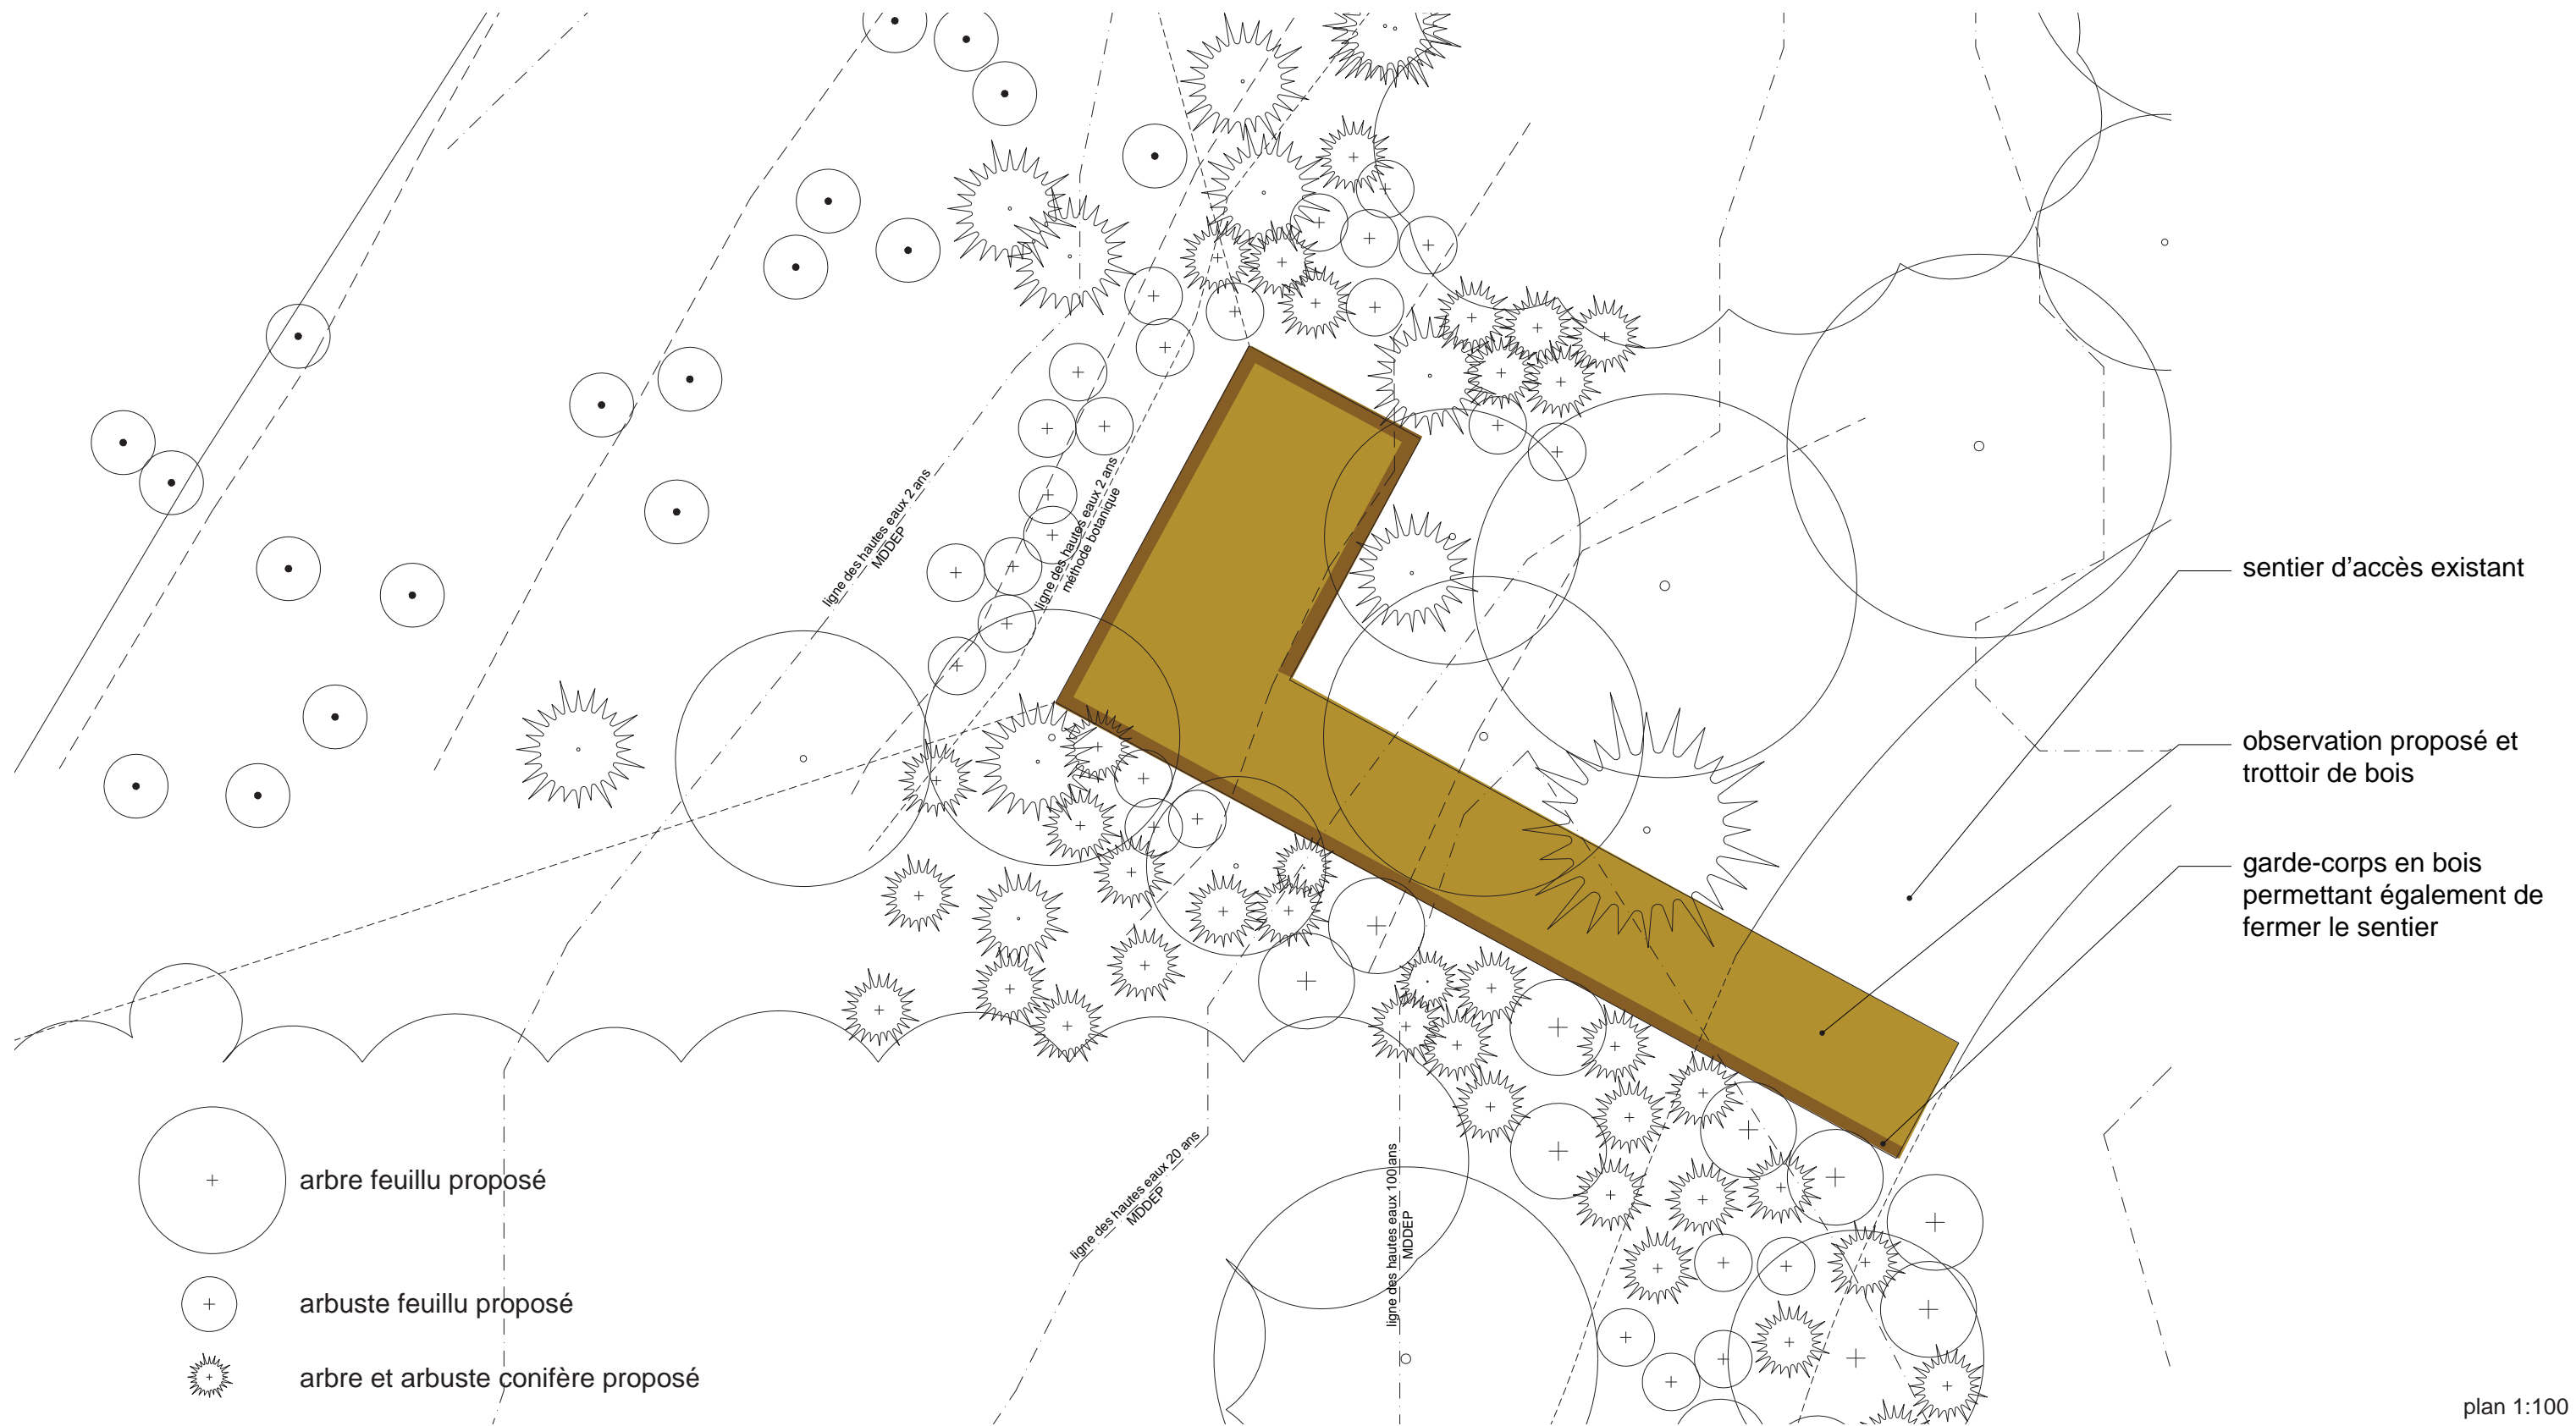 ligne des hautes eaux 2 ans
MDDEP
ligne des hautes eaux 2 ans
méthode botanique
sentier d'accès existant
observation proposé et
trottoir de bois
garde-corps en bois
permettant également de
fermer le sentier
ligne des hautes eaux 20 ans
MDDEP
ligne des hautes eaux 100 ans
MDDEP
arbre feuillu proposé
arbuste feuillu proposé
arbre et arbuste conifère proposé
plan 1:100